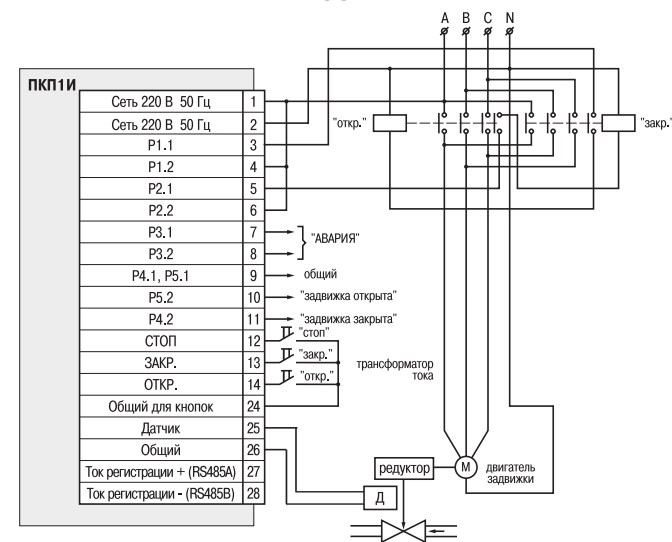 A B C N
ПКП1И
Сеть 220 В 50 Гц 1
Сеть 220 В 50 Гц 2
Р1.1 3
Р1.2 4
Р2.1 5
Р2.2 6
Р3.1 7
Р3.2 8
"АВАРИЯ"
Р4.1, Р5.1 9 общий
Р5.2 10 "задвижка открыта"
Р4.2 11 "задвижка закрыта"
СТОП 12 "стоп"
ЗАКР. 13 "закр."
ОТКР. 14 "откр."
Общий для кнопок 24
Датчик 25
Общий 26
Ток регистрации + (RS485А) 27
Ток регистрации - (RS485В) 28
"откр."
"закр."
трансформатор
тока
редуктор
М
двигатель
задвижки
Д